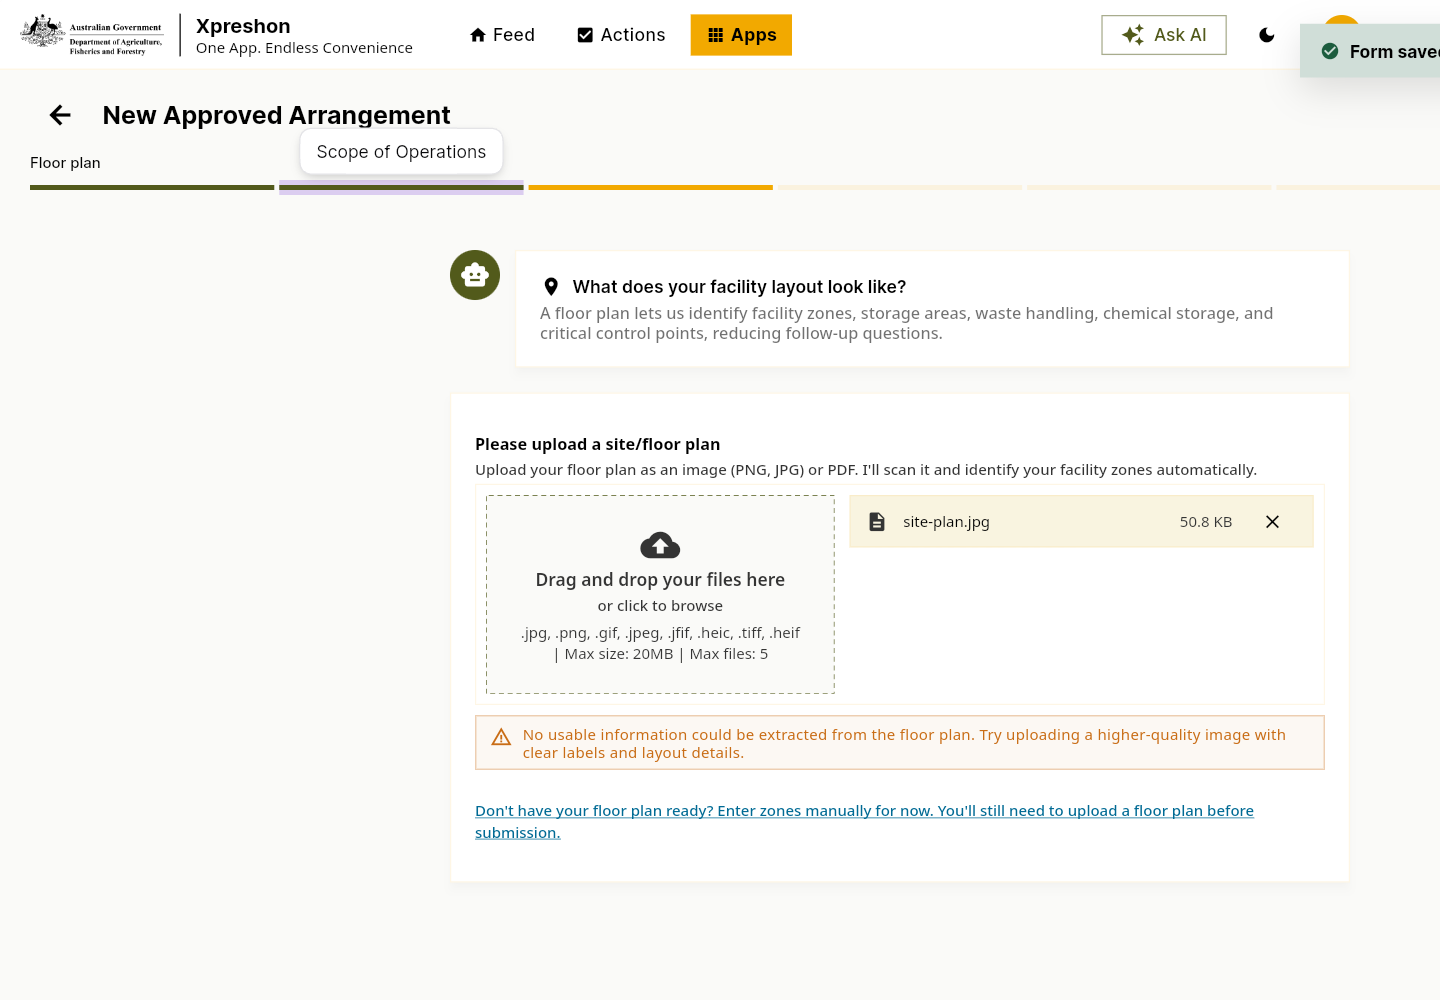 Australian Government
Department of Agriculture,
Fisheries and Forestry
Xpreshon
One App. Endless Convenience
Feed
Actions
Apps
Ask AI
Form saved
New Approved Arrangement
Scope of Operations
Floor plan
What does your facility layout look like?
A floor plan lets us identify facility zones, storage areas, waste handling, chemical storage, and
critical control points, reducing follow-up questions.
Please upload a site/floor plan
Upload your floor plan as an image (PNG, JPG) or PDF. I'll scan it and identify your facility zones automatically.
Drag and drop your files here
or click to browse
.jpg, .png, .gif, .jpeg, .jfif, .heic, .tiff, .heif
| Max size: 20MB | Max files: 5
site-plan.jpg
50.8 KB
No usable information could be extracted from the floor plan. Try uploading a higher-quality image with
clear labels and layout details.
Don't have your floor plan ready? Enter zones manually for now. You'll still need to upload a floor plan before
submission.